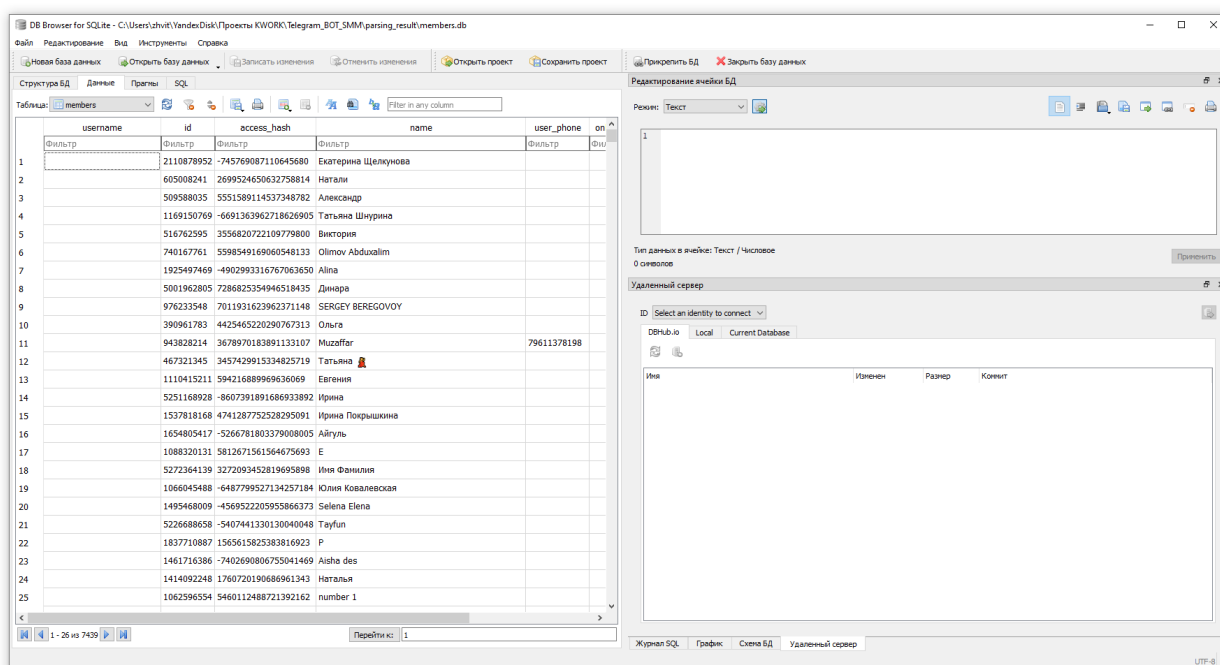 DB Browser for SQLite - C:\Users\zhvit\YandexDisk\Проекты KWORK\Telegram_BOT_SMM\parsing_result\members.db
Файл Редактирование Вид Инструменты Справка
Новая база данных Открыть базу данных Записать изменения Отменить изменения Открыть проект Сохранить проект Прикрепить БД Закрыть базу данных
Структура БД Данные Прагмы SQL
Таблица: members Filter in any column
username id access_hash name user_phone on
Фильтр Фильтр Фильтр Фильтр Фильтр Фил
1 2110878952 -745769087110645680 Екатерина Щелкунова
2 605008241 2699524650632758814 Натали
3 509588035 5551589114537348782 Александр
4 1169150769 -6691363962718626905 Татьяна Шнурина
5 516762595 3556820722109779800 Виктория
6 740167761 5598549169060548133 Olimov Abduxalim
7 1925497469 -4902993316767063650 Alina
8 5001962805 7286825354946518435 Динара
9 976233548 7011931623962371148 SERGEY BEREGOVOY
10 390961783 4425465220290767313 Ольга
11 943828214 3678970183891133107 Muzaffar 79611378198
12 467321345 3457429915334825719 Татьяна
13 1110415211 594216889969636069 Евгения
14 5251168928 -8607391891686933892 Ирина
15 1537818168 4741287752528295091 Ирина Покрышкина
16 1654805417 -5266781803379008005 Айгуль
17 1088320131 5812671561564675693 E
18 5272364139 3272093452819695898 Имя Фамилия
19 1066045488 -6487799527134257184 Юлия Ковалевская
20 1495468009 -4569522205955866373 Selena Elena
21 5226688658 -5407441330130040048 Tayfun
22 1837710887 1565615825383816923 P
23 1461716386 -7402690806755041469 Aisha des
24 1414092248 1760720190686961343 Наталья
25 1062596554 5460112488721392162 number 1
1 - 26 из 7439 Перейти к: 1
Редактирование ячейки БД
Режим: Текст
1
Тип данных в ячейке: Текст / Числовое
0 символов
Применить
Удаленный сервер
ID Select an identity to connect
DBHub.io Local Current Database
Имя Изменен Размер Коммит
Журнал SQL График Схема БД Удаленный сервер
UTF-8